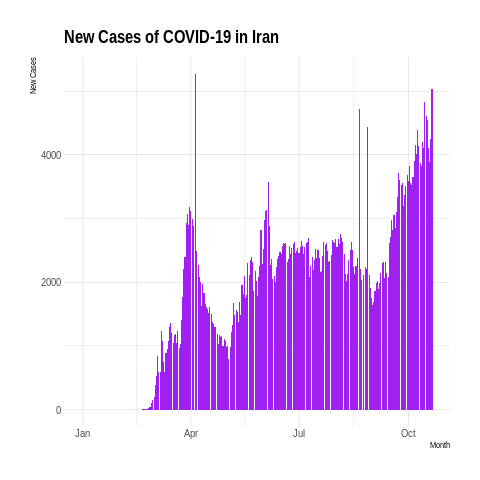 New Cases of COVID-19 in Iran
New Cases
4000
2000
0
Jan Apr Jul Oct
Month